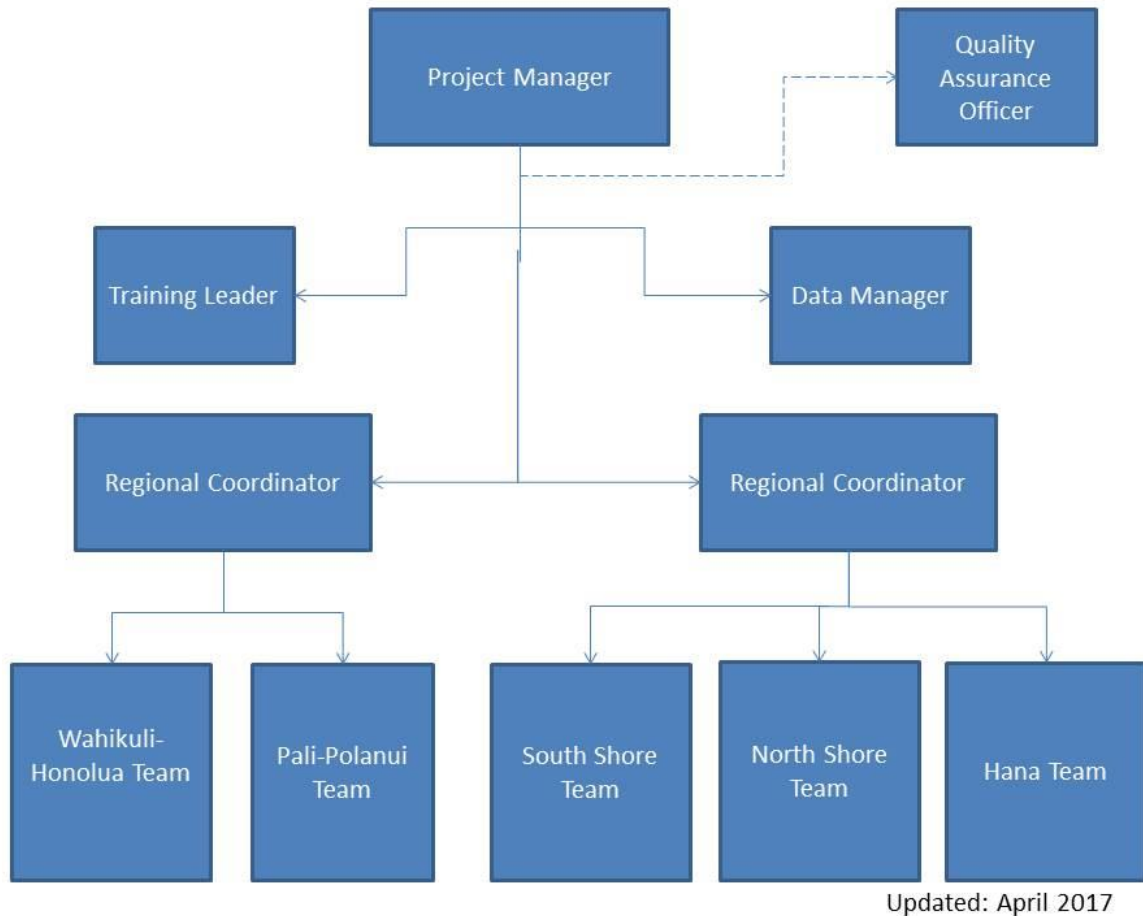 Project Manager
Quality
Assurance
Officer
Training Leader
Data Manager
Regional Coordinator
Regional Coordinator
Wahikuli-
Honolua Team
Pali-Polanui
Team
South Shore
Team
North Shore
Team
Hana Team
Updated: April 2017